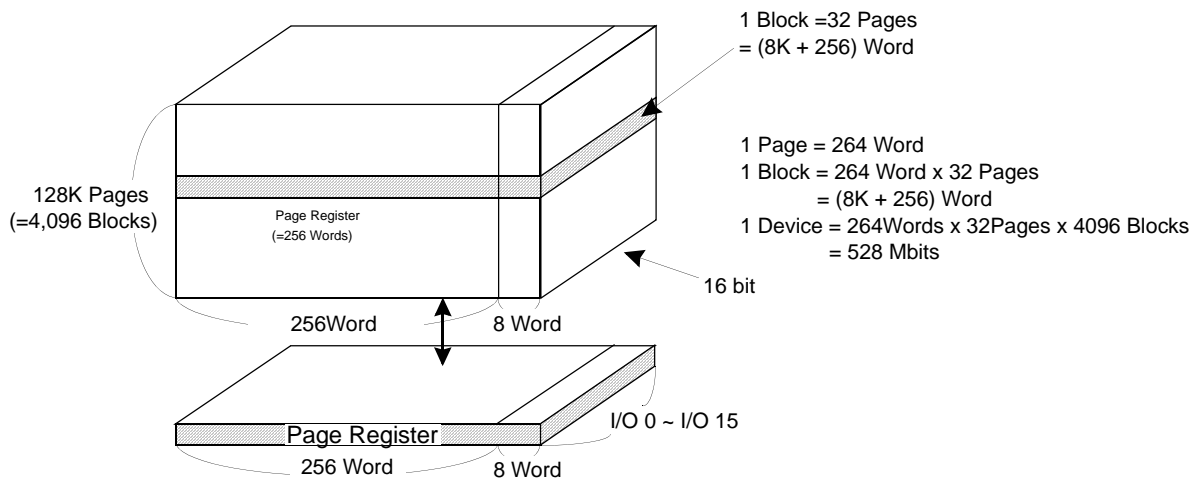 1 Block =32 Pages
= (8K + 256) Word
1 Page = 264 Word
1 Block = 264 Word x 32 Pages
= (8K + 256) Word
1 Device = 264Words x 32Pages x 4096 Blocks
= 528 Mbits
128K Pages
(=4,096 Blocks)
Page Register
(=256 Words)
16 bit
256Word
8 Word
I/O 0 ~ I/O 15
Page Register
256 Word
8 Word